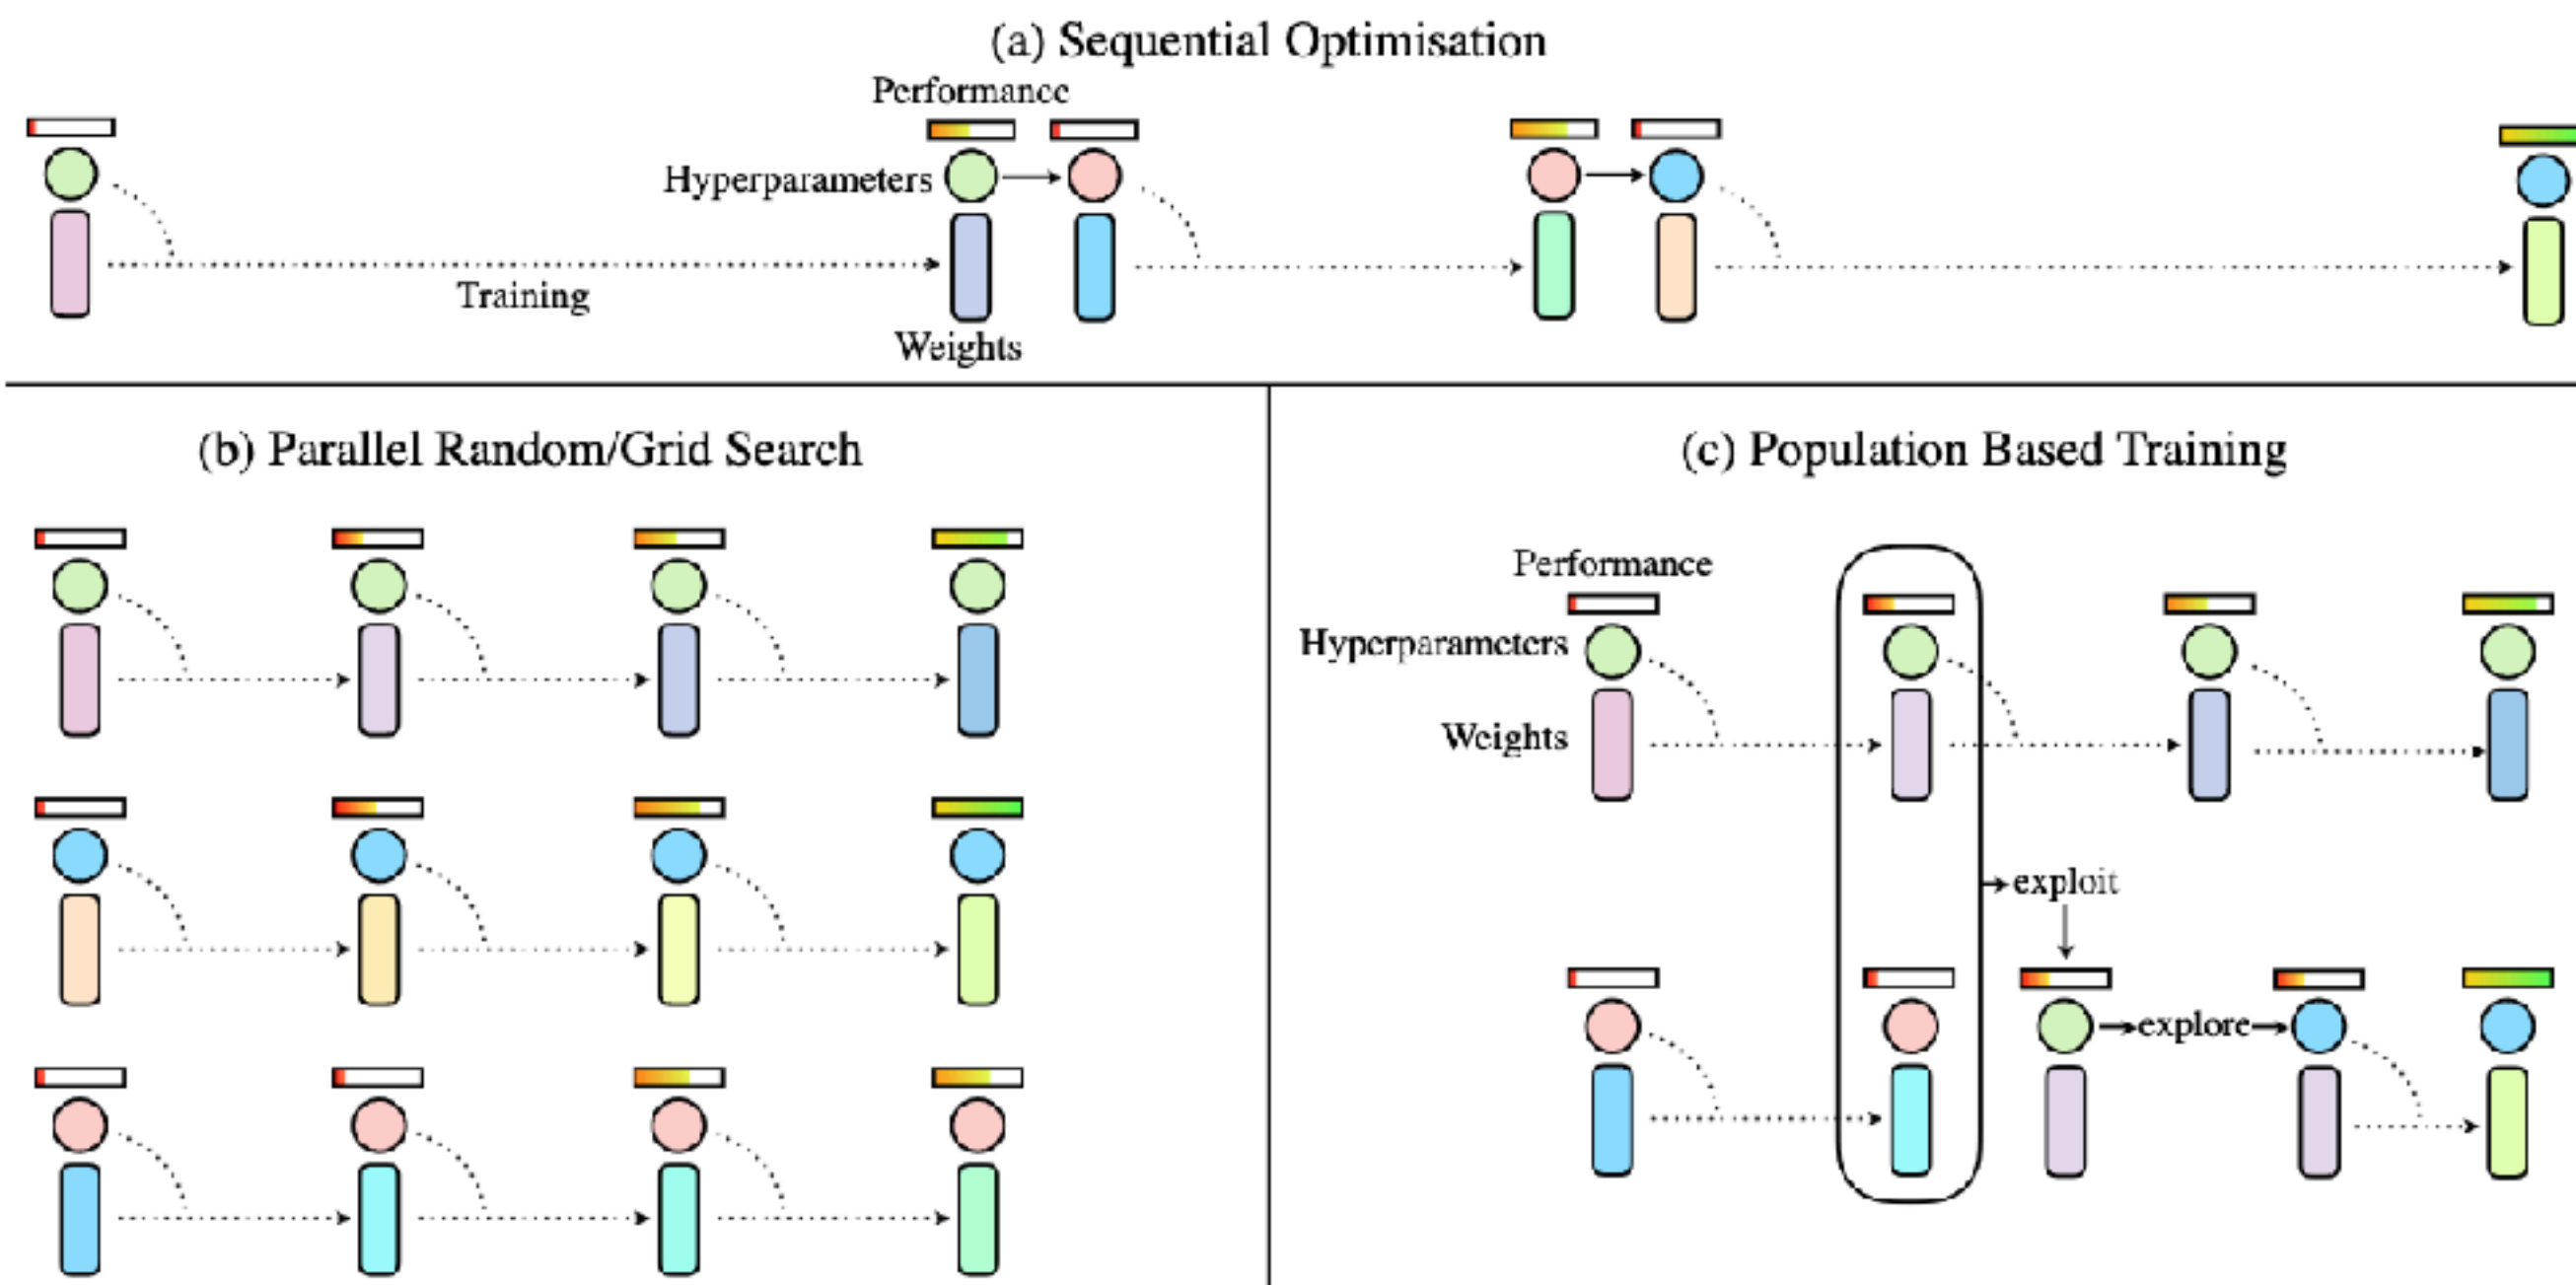 (a) Sequential Optimisation
Performance
Hyperparameters
Training
Weights
(b) Parallel Random/Grid Search
(c) Population Based Training
Performance
Hyperparameters
Weights
exploit
explore